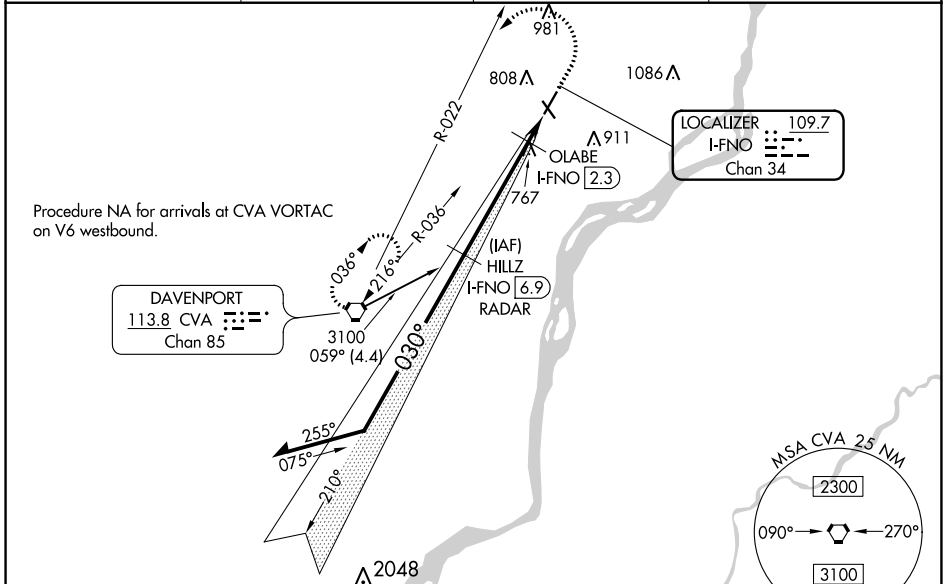 981
808
1086
R-022
LOCALIZER 109.7
I-FNO
Chan 34
911
OLABE
I-FNO 2.3
767
Procedure NA for arrivals at CVA VORTAC
on V6 westbound.
R-036
(IAF)
HILLZ
I-FNO 6.9
RADAR
036°
216°
DAVENPORT
113.8 CVA
Chan 85
3100
059° (4.4)
030°
255°
075°
210°
2048
MSA CVA 25 NM
2300
090°
270°
3100